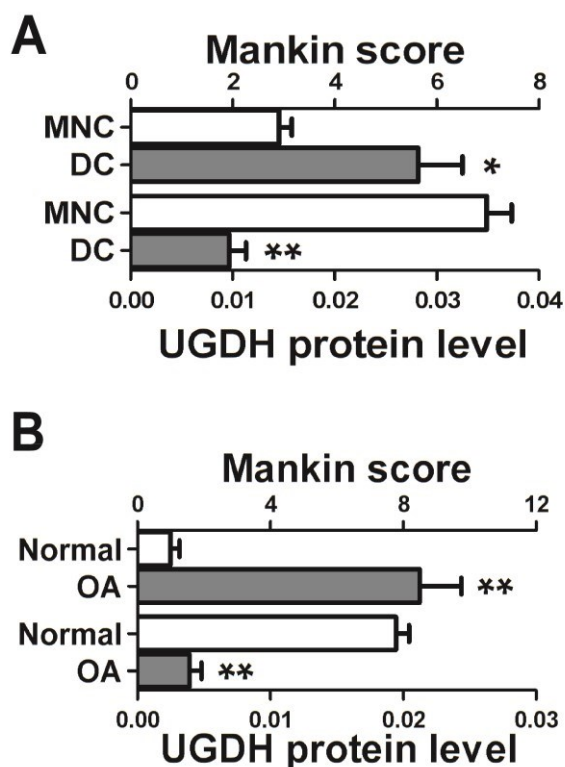 A
Mankin score
0 2 4 6 8
MNC
DC *
MNC
DC **
0.00 0.01 0.02 0.03 0.04
UGDH protein level
B
Mankin score
0 4 8 12
Normal
OA **
Normal
OA **
0.00 0.01 0.02 0.03
UGDH protein level